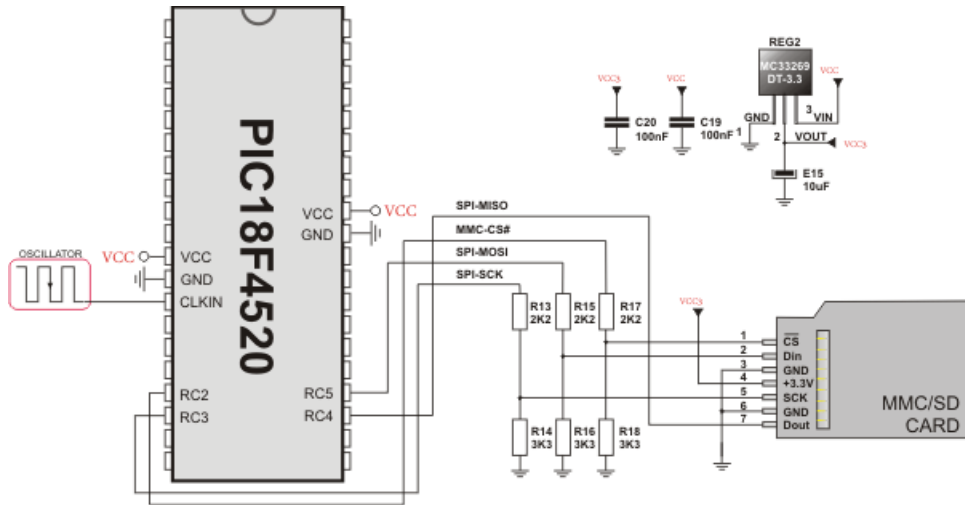 REG2
MC33269
DT-3.3
VCC3
VCC
VCC
C20
100nF
C19
100nF
GND
1
3
VIN
2
VOUT
VCC3
E15
10uF
PIC18F4520
VCC
GND
VCC
OSCILLATOR
VCC
VCC
GND
CLKIN
RC2
RC3
RC5
RC4
SPI-MISO
MMC-CS#
SPI-MOSI
SPI-SCK
R13
2K2
R15
2K2
R17
2K2
R14
3K3
R16
3K3
R18
3K3
VCC3
1 CS
2 Din
3 GND
4 +3.3V
5 SCK
6 GND
7 Dout
MMC/SD
CARD